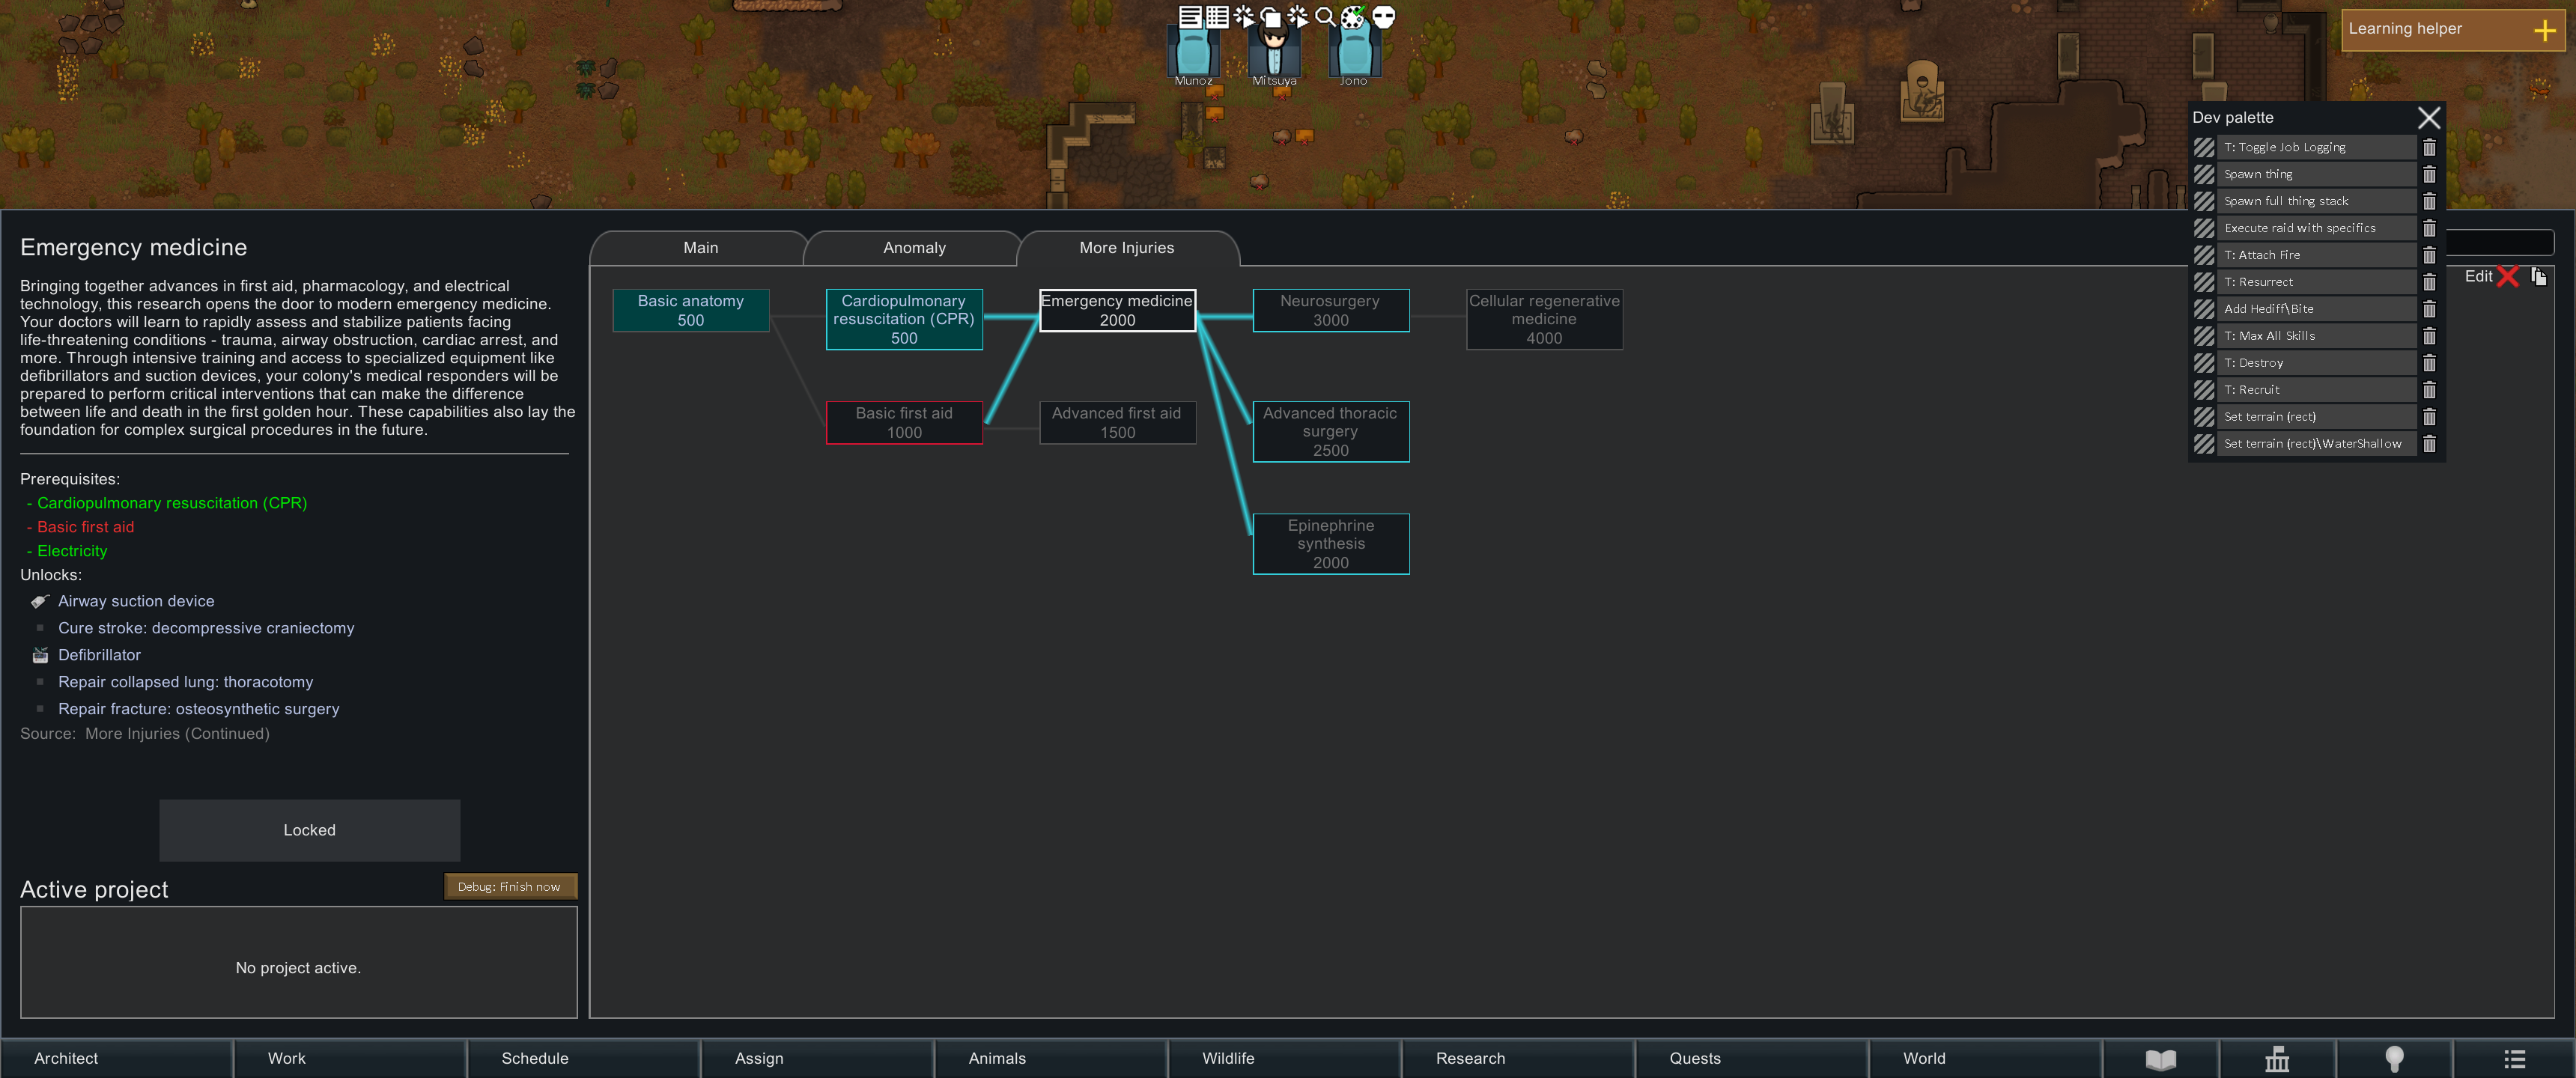 Learning helper
Munoz
Mitsuya
Jono
Dev palette
T: Toggle Job Logging
Spawn thing
Spawn full thing stack
Execute raid with specifics
T: Attach Fire
T: Resurrect
Add Hediff\Bite
T: Max All Skills
T: Destroy
T: Recruit
Set terrain (rect)
Set terrain (rect)\WaterShallow
Edit
Emergency medicine
Bringing together advances in first aid, pharmacology, and electrical
technology, this research opens the door to modern emergency medicine.
Your doctors will learn to rapidly assess and stabilize patients facing
life-threatening conditions - trauma, airway obstruction, cardiac arrest, and
more. Through intensive training and access to specialized equipment like
defibrillators and suction devices, your colony's medical responders will be
prepared to perform critical interventions that can make the difference
between life and death in the first golden hour. These capabilities also lay the
foundation for complex surgical procedures in the future.
Prerequisites:
- Cardiopulmonary resuscitation (CPR)
- Basic first aid
- Electricity
Unlocks:
Airway suction device
Cure stroke: decompressive craniectomy
Defibrillator
Repair collapsed lung: thoracotomy
Repair fracture: osteosynthetic surgery
Source: More Injuries (Continued)
Locked
Active project
Debug: Finish now
No project active.
Main
Anomaly
More Injuries
Basic anatomy
500
Cardiopulmonary
resuscitation (CPR)
500
Emergency medicine
2000
Neurosurgery
3000
Cellular regenerative
medicine
4000
Basic first aid
1000
Advanced first aid
1500
Advanced thoracic
surgery
2500
Epinephrine
synthesis
2000
Architect
Work
Schedule
Assign
Animals
Wildlife
Research
Quests
World